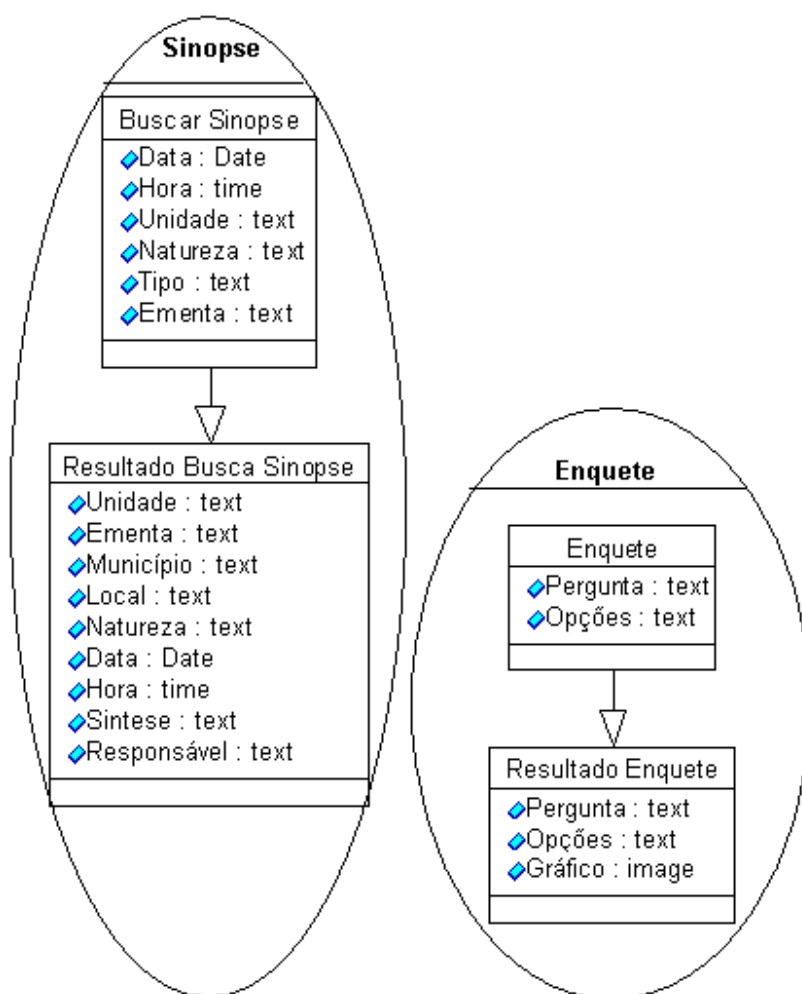 Sinopse
Buscar Sinopse
Data : Date
Hora : time
Unidade : text
Natureza : text
Tipo : text
Ementa : text
Resultado Busca Sinopse
Unidade : text
Ementa : text
Município : text
Local : text
Natureza : text
Data : Date
Hora : time
Sintese : text
Responsável : text
Enquete
Enquete
Pergunta : text
Opçőes : text
Resultado Enquete
Pergunta : text
Opçőes : text
Gráfico : image